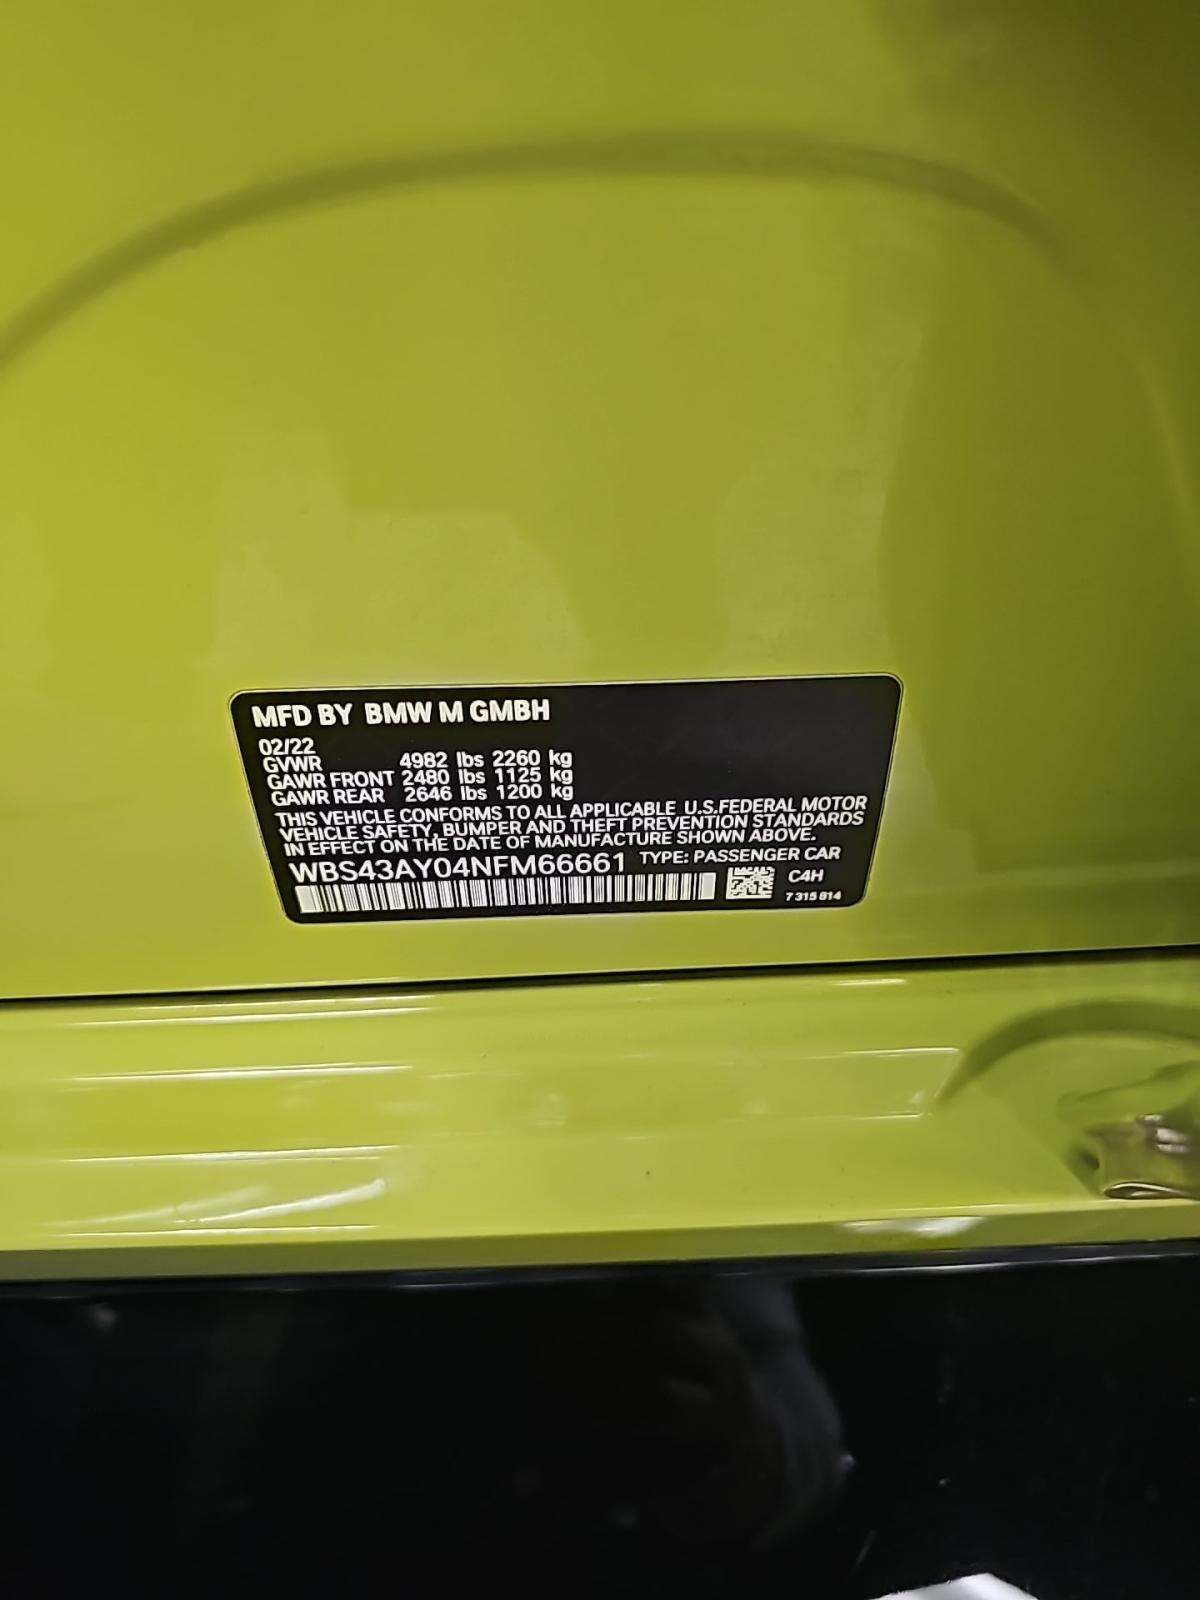 MFD BY BMW M GMBH
02/22
GVWR 4982 lbs 2260 kg
GAWR FRONT 2480 lbs 1125 kg
GAWR REAR 2646 lbs 1200 kg
THIS VEHICLE CONFORMS TO ALL APPLICABLE U.S.FEDERAL MOTOR
VEHICLE SAFETY, BUMPER AND THEFT PREVENTION STANDARDS
IN EFFECT ON THE DATE OF MANUFACTURE SHOWN ABOVE.
WBS43AY04NFM66661 TYPE: PASSENGER CAR
C4H
7 315 814